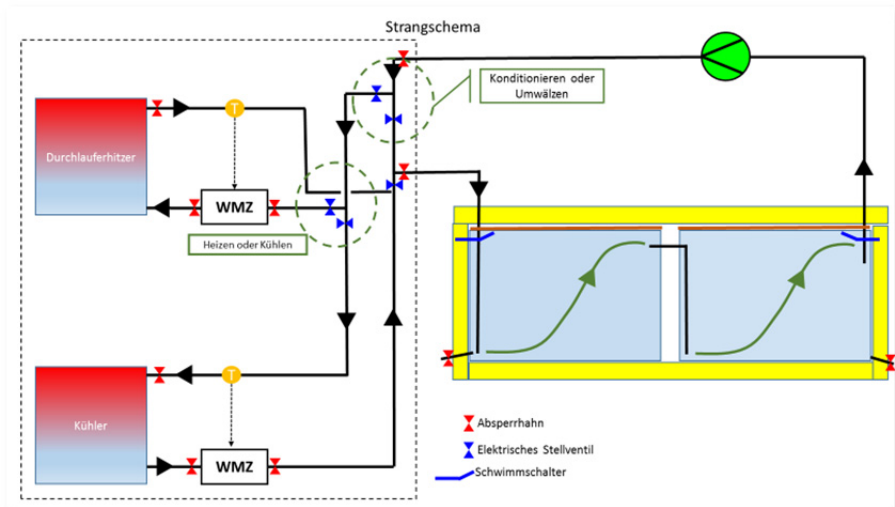 Strangschema
Konditionieren oder
Umwälzen
T
Durchlauferhitzer
WMZ
Heizen oder Kühlen
T
Kühler
WMZ
Absperrhahn
Elektrisches Stellventil
Schwimmschalter